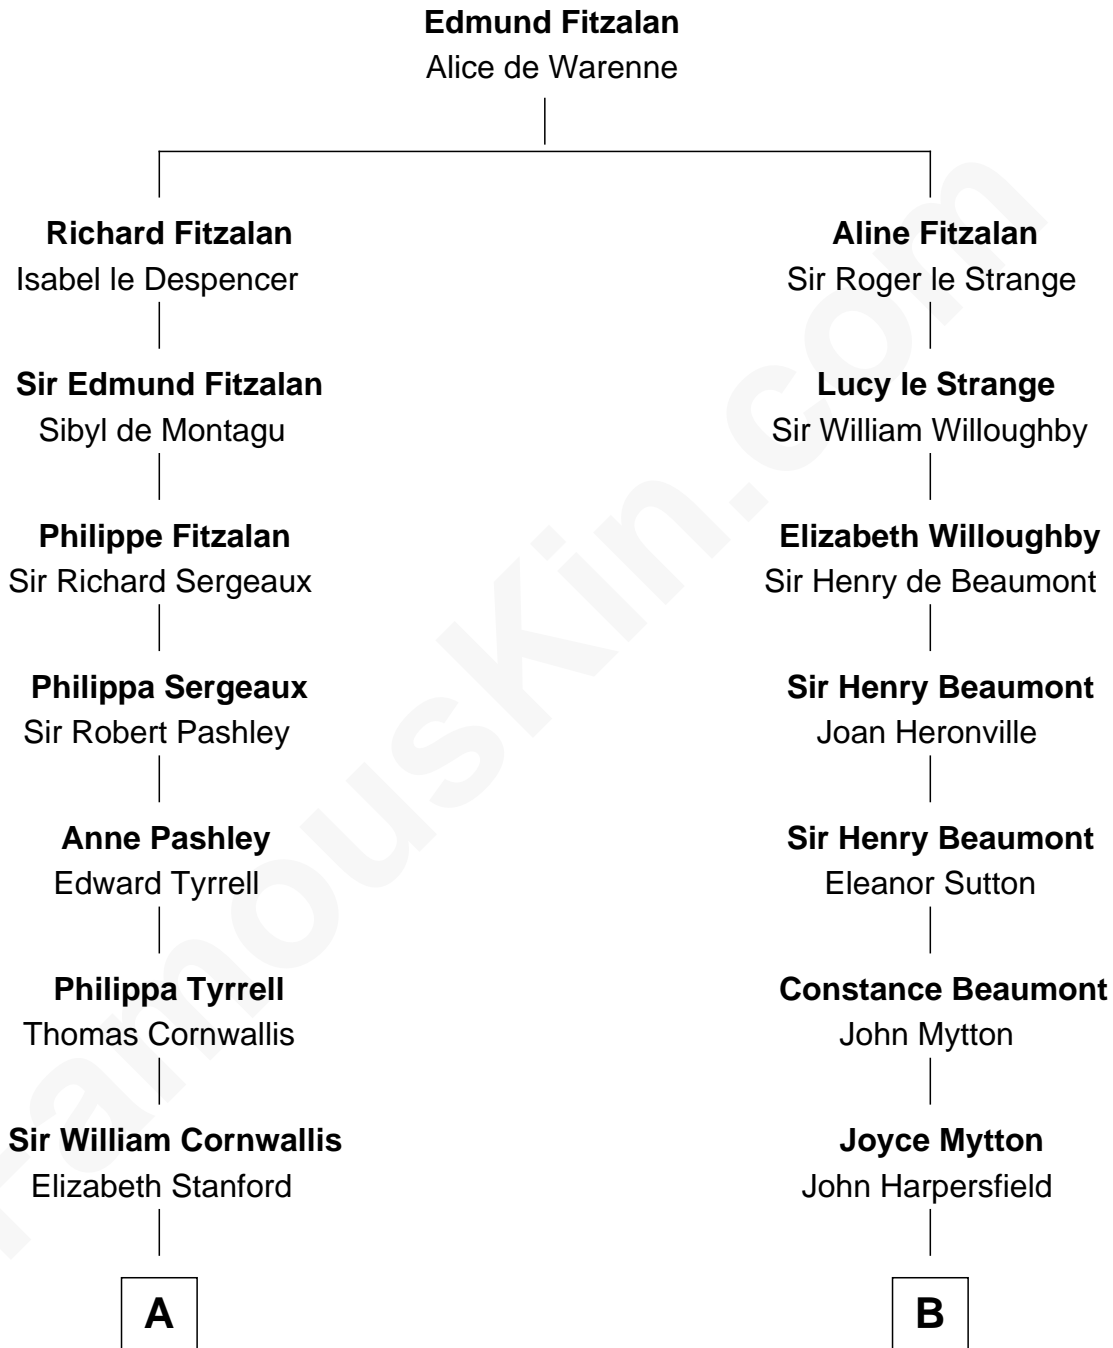 Edmund Fitzalan
Alice de Warenne
Richard Fitzalan
Isabel le Despencer
Aline Fitzalan
Sir Roger le Strange
Sir Edmund Fitzalan
Sibyl de Montagu
Lucy le Strange
Sir William Willoughby
Philippe Fitzalan
Sir Richard Sergeaux
Elizabeth Willoughby
Sir Henry de Beaumont
Philippa Sergeaux
Sir Robert Pashley
Sir Henry Beaumont
Joan Heronville
Anne Pashley
Edward Tyrrell
Sir Henry Beaumont
Eleanor Sutton
Philippa Tyrrell
Thomas Cornwallis
Constance Beaumont
John Mytton
Sir William Cornwallis
Elizabeth Stanford
Joyce Mytton
John Harpersfield
A
B
FamousKin.com